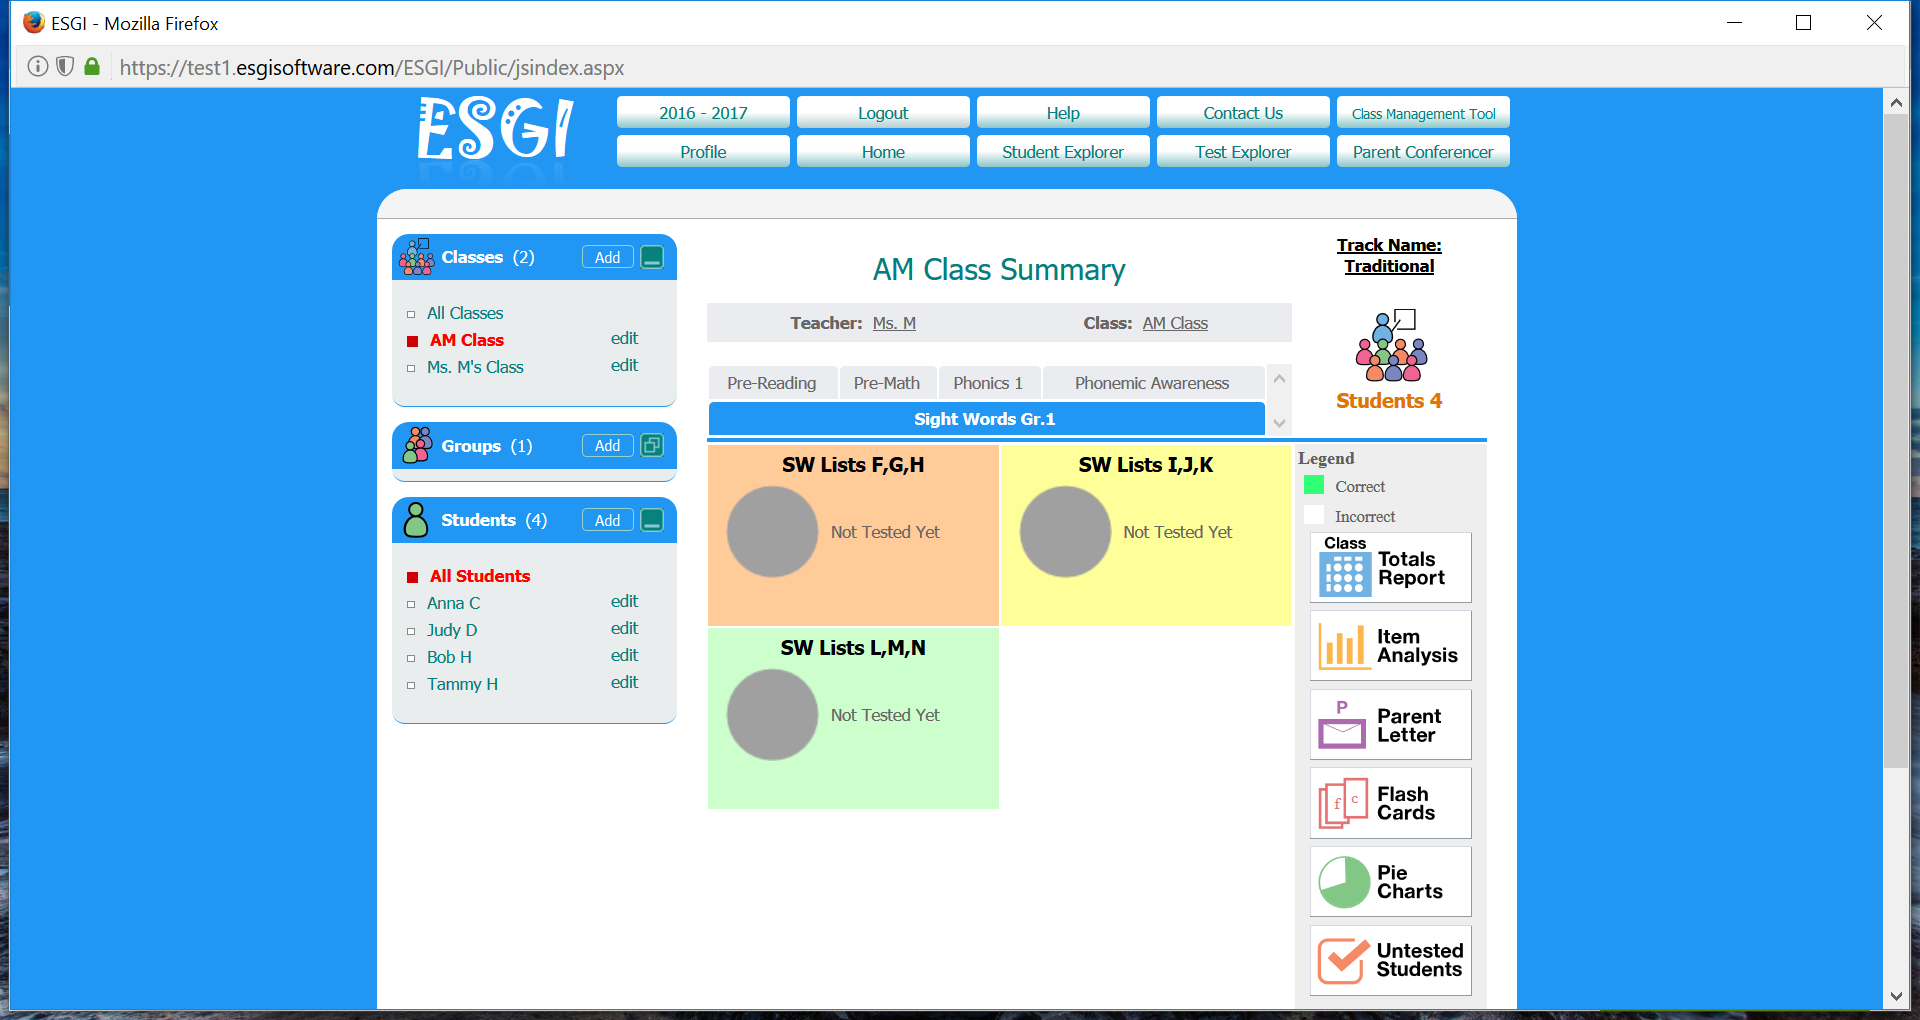 ESGI - Mozilla Firefox
https://test1.esgisoftware.com/ESGI/Public/jsindex.aspx
ESGI
2016 - 2017
Logout
Help
Contact Us
Class Management Tool
Profile
Home
Student Explorer
Test Explorer
Parent Conferencer
Classes (2)
Add
All Classes
AM Class
edit
Ms. M's Class
edit
Groups (1)
Add
Students (4)
Add
All Students
Anna C
edit
Judy D
edit
Bob H
edit
Tammy H
edit
AM Class Summary
Teacher: Ms. M
Class: AM Class
Pre-Reading
Pre-Math
Phonics 1
Phonemic Awareness
Sight Words Gr.1
SW Lists F,G,H
Not Tested Yet
SW Lists I,J,K
Not Tested Yet
SW Lists L,M,N
Not Tested Yet
Track Name:
Traditional
Students 4
Legend
Correct
Incorrect
Class
Totals
Report
Item
Analysis
P
Parent
Letter
f c
Flash
Cards
Pie
Charts
Untested
Students